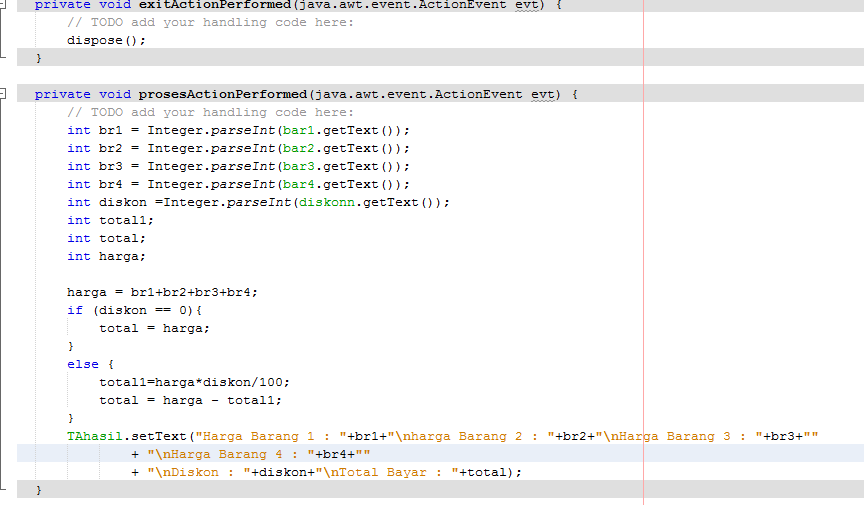 private void exitActionPerformed(java.awt.event.ActionEvent evt) {
// TODO add your handling code here:
dispose();
}
private void prosesActionPerformed(java.awt.event.ActionEvent evt) {
// TODO add your handling code here:
int br1 = Integer.parseInt(bar1.getText());
int br2 = Integer.parseInt(bar2.getText());
int br3 = Integer.parseInt(bar3.getText());
int br4 = Integer.parseInt(bar4.getText());
int diskon =Integer.parseInt(diskonn.getText());
int total1;
int total;
int harga;
harga = br1+br2+br3+br4;
if (diskon == 0){
total = harga;
}
else {
total1=harga*diskon/100;
total = harga - total1;
}
TAhasil.setText("Harga Barang 1 : "+br1+"\nharga Barang 2 : "+br2+"\nHarga Barang 3 : "+br3+""
+ "\nHarga Barang 4 : "+br4+""
+ "\nDiskon : "+diskon+"\nTotal Bayar : "+total);
}